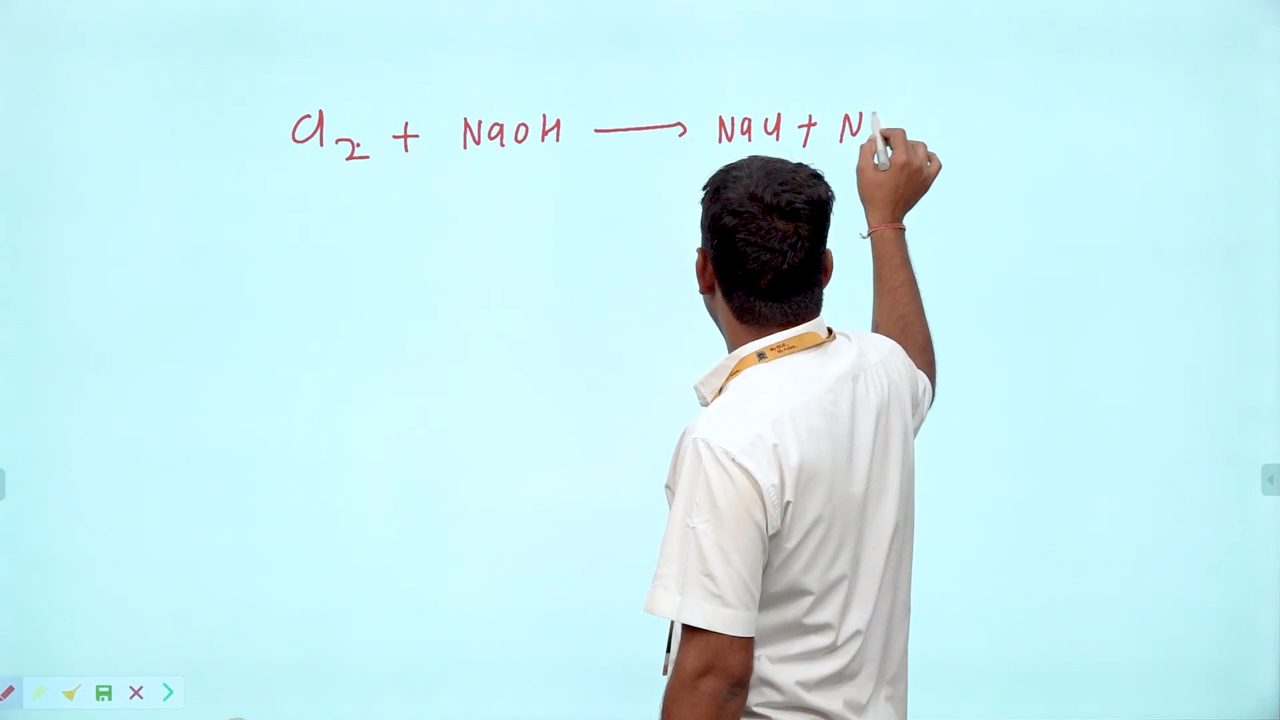 Cl2 + NaOH ⟶ NaCl + N